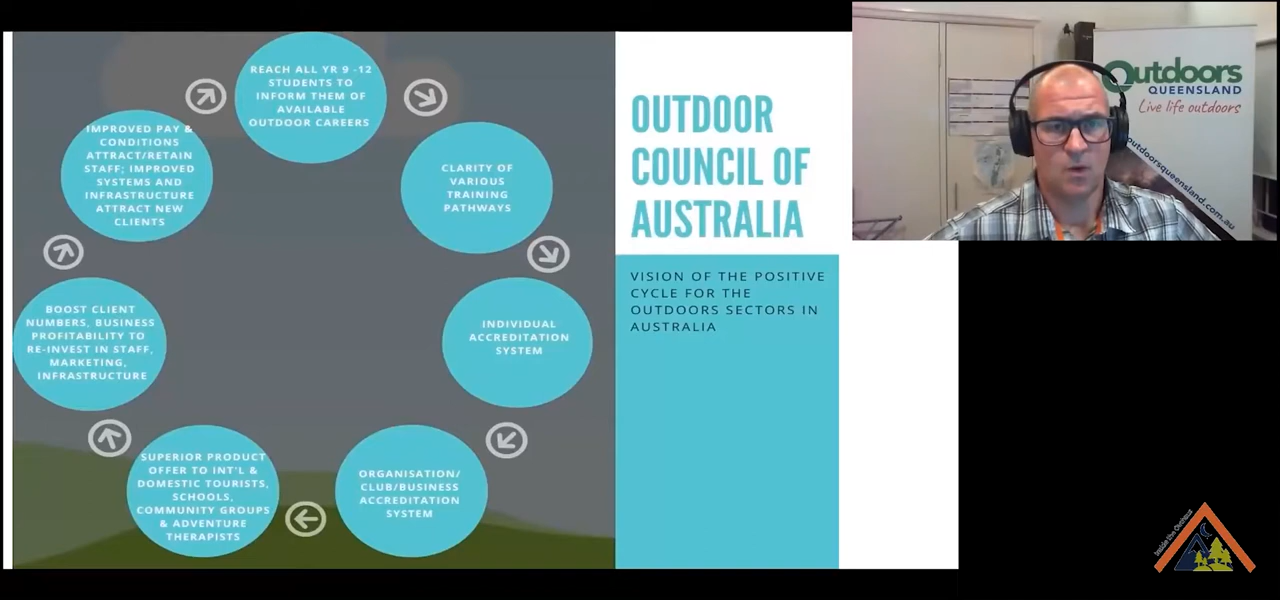 REACH ALL YR 9 -12
STUDENTS TO
INFORM THEM OF
AVAILABLE
OUTDOOR CAREERS
CLARITY OF
VARIOUS
TRAINING
PATHWAYS
INDIVIDUAL
ACCREDITATION
SYSTEM
ORGANISATION/
CLUB/BUSINESS
ACCREDITATION
SYSTEM
SUPERIOR PRODUCT
OFFER TO INT'L &
DOMESTIC TOURISTS,
SCHOOLS,
COMMUNITY GROUPS
& ADVENTURE
THERAPISTS
BOOST CLIENT
NUMBERS, BUSINESS
PROFITABILITY TO
RE-INVEST IN STAFF,
MARKETING,
INFRASTRUCTURE
IMPROVED PAY &
CONDITIONS
ATTRACT/RETAIN
STAFF; IMPROVED
SYSTEMS AND
INFRASTRUCTURE
ATTRACT NEW
CLIENTS
OUTDOOR
COUNCIL OF
AUSTRALIA
VISION OF THE POSITIVE
CYCLE FOR THE
OUTDOORS SECTORS IN
AUSTRALIA
Outdoors
QUEENSLAND
Live life outdoors
outdoorsqueensland.com.au
Inside the